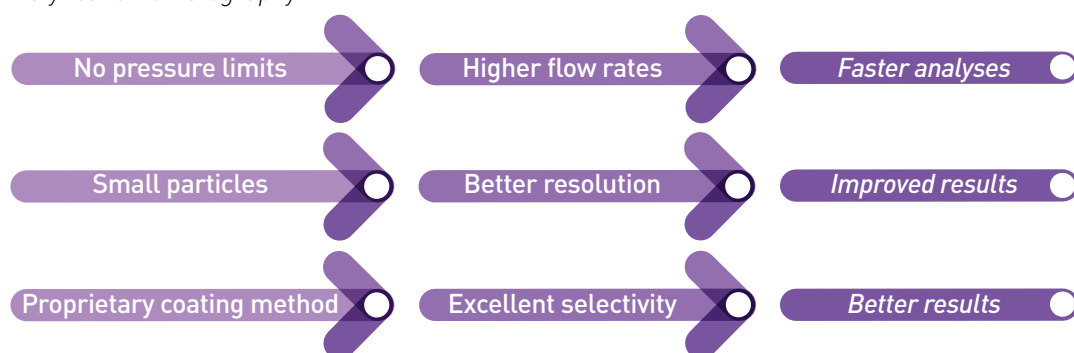 No pressure limits Higher flow rates Faster analyses
Small particles Better resolution Improved results
Proprietary coating method Excellent selectivity Better results